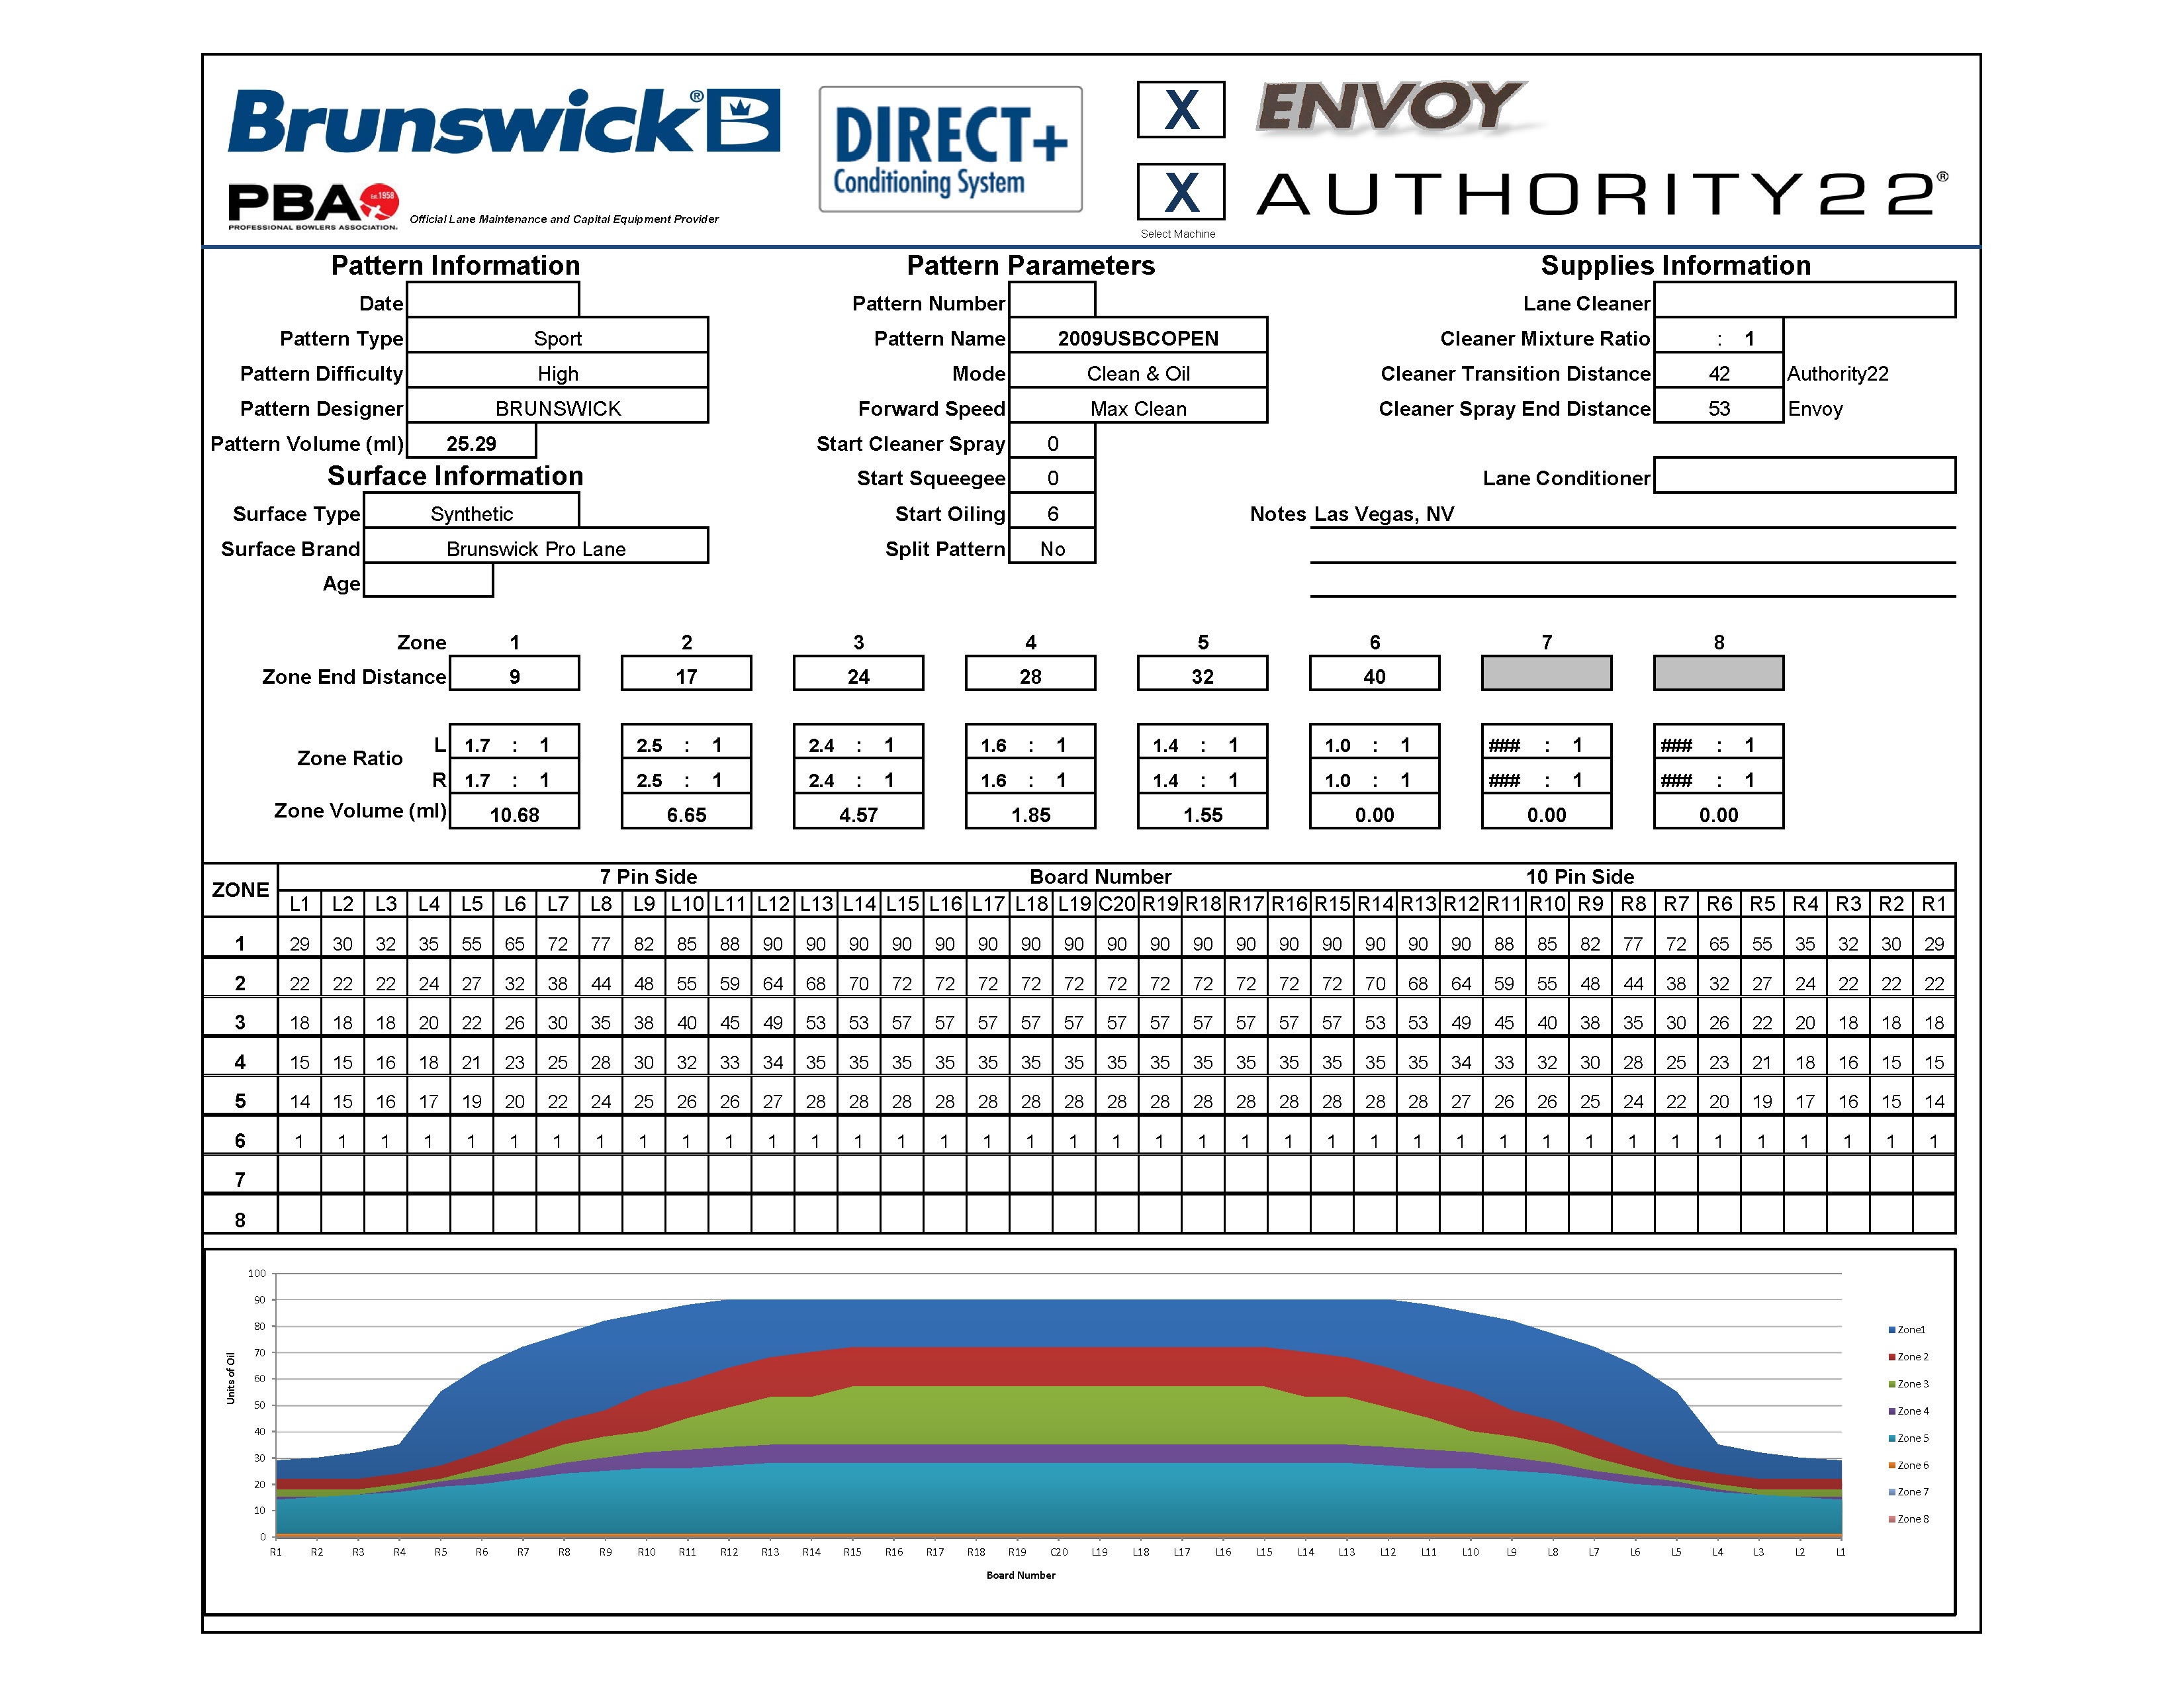 Brunswick® B
DIRECT+
Conditioning System
X ENVOY
X AUTHORITY22®
Select Machine
PBA est. 1958
PROFESSIONAL BOWLERS ASSOCIATION.
Official Lane Maintenance and Capital Equipment Provider
Pattern Information
Date
Pattern Type Sport
Pattern Difficulty High
Pattern Designer BRUNSWICK
Pattern Volume (ml) 25.29
Surface Information
Surface Type Synthetic
Surface Brand Brunswick Pro Lane
Age
Pattern Parameters
Pattern Number
Pattern Name 2009USBCOPEN
Mode Clean & Oil
Forward Speed Max Clean
Start Cleaner Spray 0
Start Squeegee 0
Start Oiling 6
Split Pattern No
Supplies Information
Lane Cleaner
Cleaner Mixture Ratio : 1
Cleaner Transition Distance 42 Authority22
Cleaner Spray End Distance 53 Envoy
Lane Conditioner
Notes Las Vegas, NV
Zone 1 2 3 4 5 6 7 8
Zone End Distance 9 17 24 28 32 40
Zone Ratio
L 1.7 : 1 2.5 : 1 2.4 : 1 1.6 : 1 1.4 : 1 1.0 : 1 ### : 1 ### : 1
R 1.7 : 1 2.5 : 1 2.4 : 1 1.6 : 1 1.4 : 1 1.0 : 1 ### : 1 ### : 1
Zone Volume (ml) 10.68 6.65 4.57 1.85 1.55 0.00 0.00 0.00
ZONE 7 Pin Side Board Number 10 Pin Side
L1 L2 L3 L4 L5 L6 L7 L8 L9 L10 L11 L12 L13 L14 L15 L16 L17 L18 L19 C20 R19 R18 R17 R16 R15 R14 R13 R12 R11 R10 R9 R8 R7 R6 R5 R4 R3 R2 R1
1 29 30 32 35 55 65 72 77 82 85 88 90 90 90 90 90 90 90 90 90 90 90 90 90 90 90 90 90 88 85 82 77 72 65 55 35 32 30 29
2 22 22 22 24 27 32 38 44 48 55 59 64 68 70 72 72 72 72 72 72 72 72 72 72 72 70 68 64 59 55 48 44 38 32 27 24 22 22 22
3 18 18 18 20 22 26 30 35 38 40 45 49 53 53 57 57 57 57 57 57 57 57 57 57 57 53 53 49 45 40 38 35 30 26 22 20 18 18 18
4 15 15 16 18 21 23 25 28 30 32 33 34 35 35 35 35 35 35 35 35 35 35 35 35 35 35 35 34 33 32 30 28 25 23 21 18 16 15 15
5 14 15 16 17 19 20 22 24 25 26 26 27 28 28 28 28 28 28 28 28 28 28 28 28 28 28 28 27 26 26 25 24 22 20 19 17 16 15 14
6 1 1 1 1 1 1 1 1 1 1 1 1 1 1 1 1 1 1 1 1 1 1 1 1 1 1 1 1 1 1 1 1 1 1 1 1 1 1 1
7
8
Units of Oil
100
90
80
70
60
50
40
30
20
10
0
R1 R2 R3 R4 R5 R6 R7 R8 R9 R10 R11 R12 R13 R14 R15 R16 R17 R18 R19 C20 L19 L18 L17 L16 L15 L14 L13 L12 L11 L10 L9 L8 L7 L6 L5 L4 L3 L2 L1
Board Number
Zone1
Zone 2
Zone 3
Zone 4
Zone 5
Zone 6
Zone 7
Zone 8